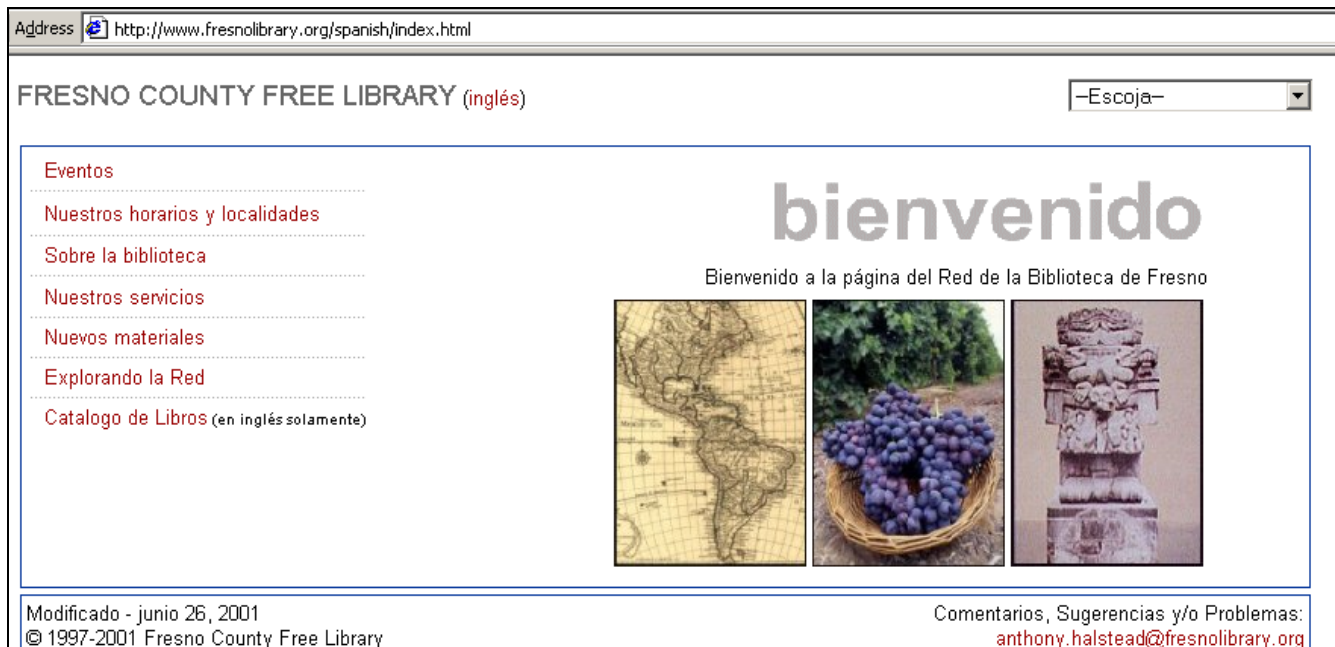 Address http://www.fresnolibrary.org/spanish/index.html
FRESNO COUNTY FREE LIBRARY (inglés)
–Escoja–
Eventos
Nuestros horarios y localidades
Sobre la biblioteca
Nuestros servicios
Nuevos materiales
Explorando la Red
Catalogo de Libros (en inglés solamente)
bienvenido
Bienvenido a la página del Red de la Biblioteca de Fresno
Modificado - junio 26, 2001
© 1997-2001 Fresno County Free Library
Comentarios, Sugerencias y/o Problemas:
anthony.halstead@fresnolibrary.org